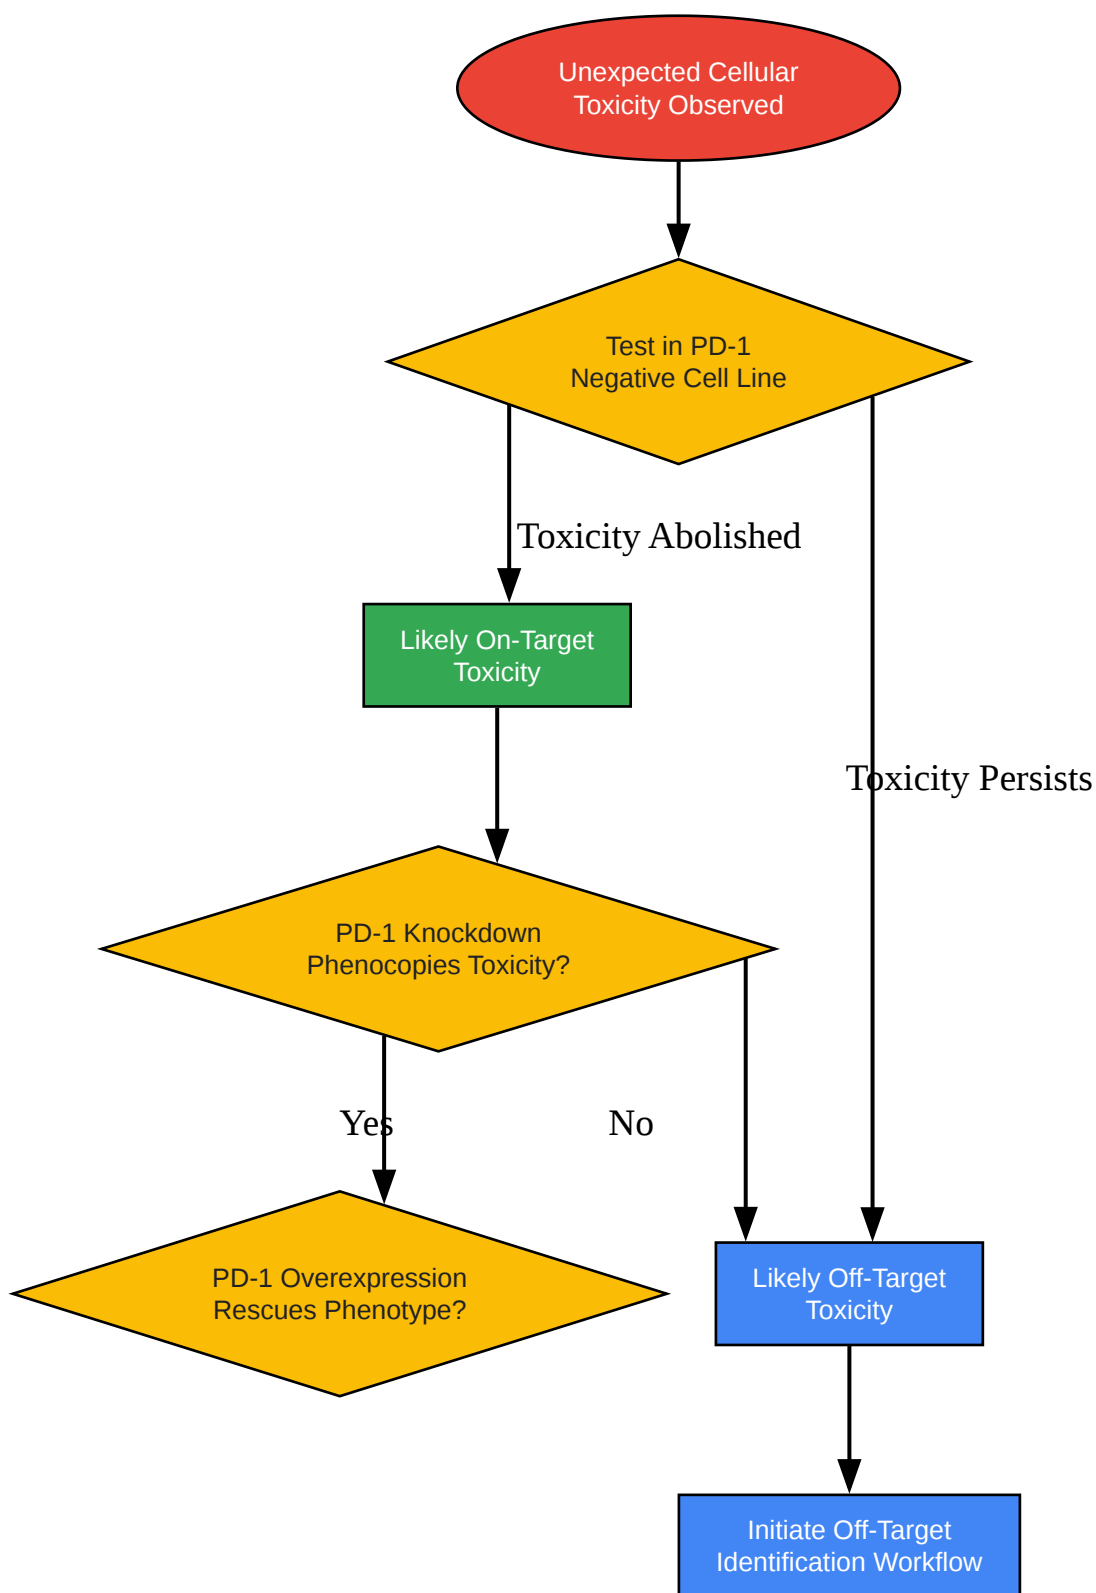 Unexpected Cellular
Toxicity Observed
Test in PD-1
Negative Cell Line
Toxicity Abolished
Likely On-Target
Toxicity
Toxicity Persists
PD-1 Knockdown
Phenocopies Toxicity?
Yes
No
PD-1 Overexpression
Rescues Phenotype?
Likely Off-Target
Toxicity
Initiate Off-Target
Identification Workflow